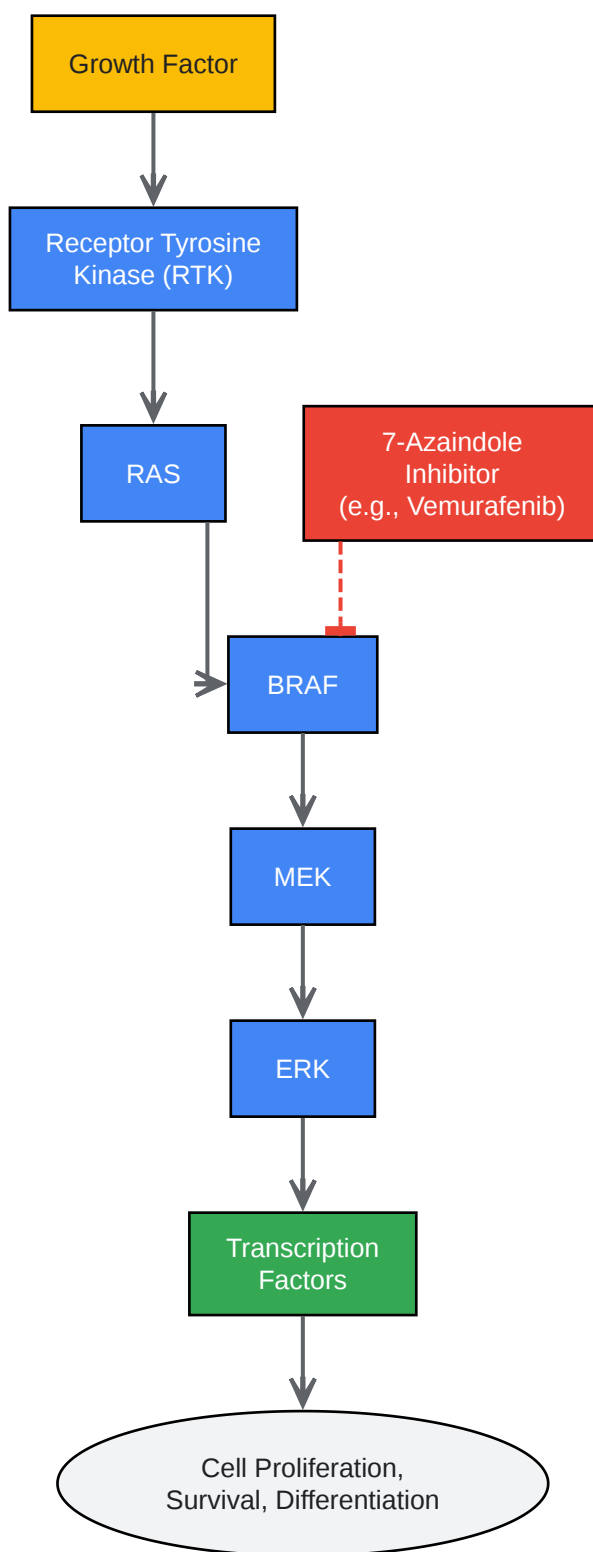 Growth Factor
Receptor Tyrosine
Kinase (RTK)
RAS
7-Azaindole
Inhibitor
(e.g., Vemurafenib)
BRAF
MEK
ERK
Transcription
Factors
Cell Proliferation,
Survival, Differentiation